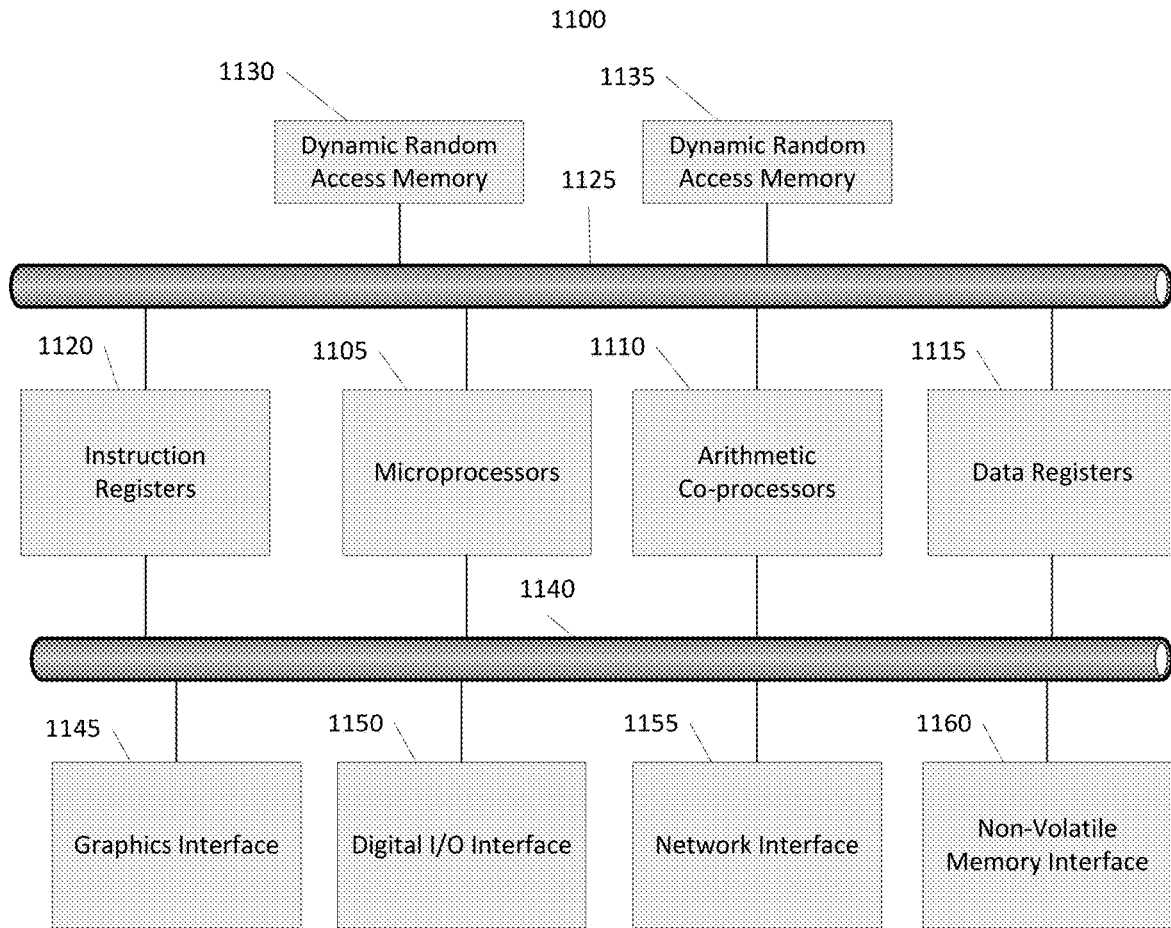 1100
1130
1135
Dynamic Random
Access Memory
Dynamic Random
Access Memory
1125
1120
1105
1110
1115
Instruction
Registers
Microprocessors
Arithmetic
Co-processors
Data Registers
1140
1145
1150
1155
1160
Graphics Interface
Digital I/O Interface
Network Interface
Non-Volatile
Memory Interface